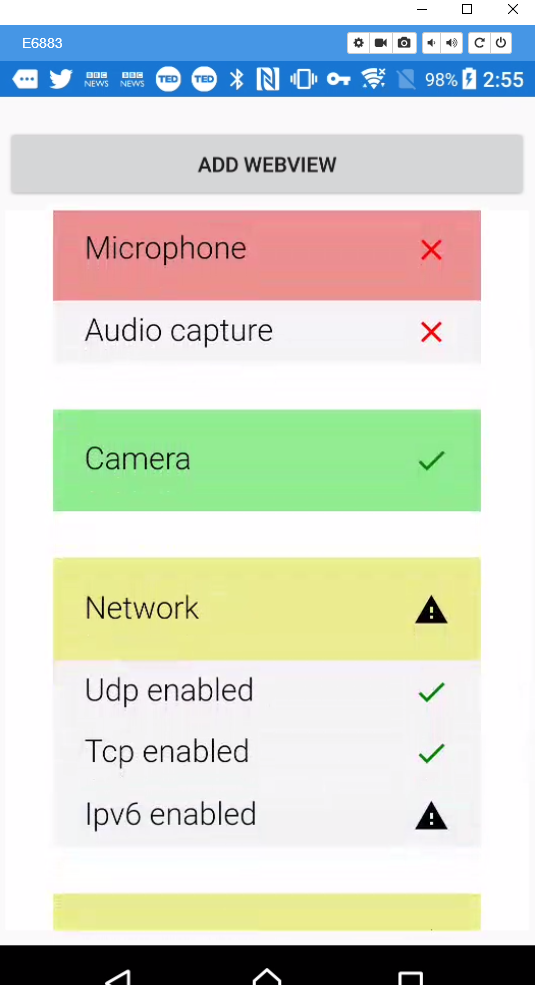 E6883
BBC
NEWS
BBC
NEWS
TED
TED
98%
2:55
ADD WEBVIEW
Microphone
Audio capture
Camera
Network
Udp enabled
Tcp enabled
Ipv6 enabled